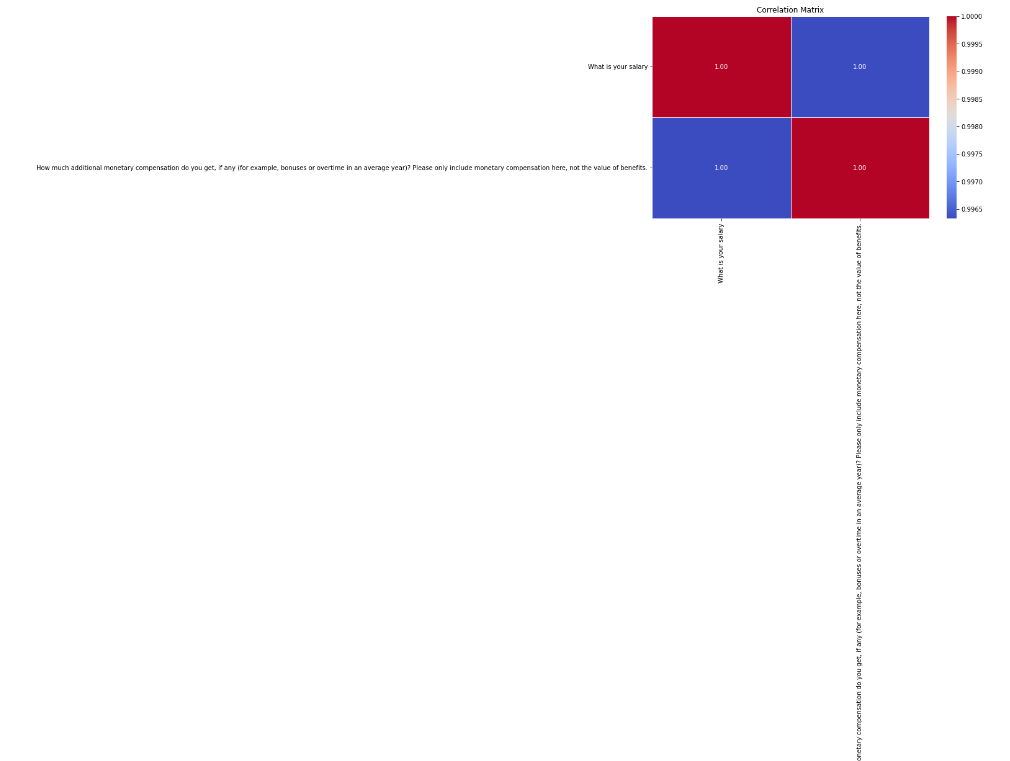 Correlation Matrix
What is your salary
1.00
1.00
How much additional monetary compensation do you get, if any (for example, bonuses or overtime in an average year)? Please only include monetary compensation here, not the value of benefits.
1.00
1.00
1.0000
0.9995
0.9990
0.9985
0.9980
0.9975
0.9970
0.9965
What is your salary
onetary compensation do you get, if any (for example, bonuses or overtime in an average year)? Please only include monetary compensation here, not the value of benefits.